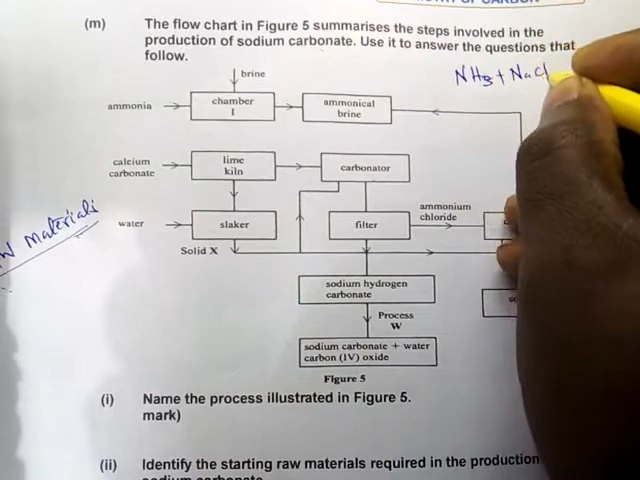 (m) The flow chart in Figure 5 summarises the steps involved in the
production of sodium carbonate. Use it to answer the questions that
follow.
NH3 + NaCl
brine
ammonia
chamber
I
ammonical
brine
calcium
carbonate
lime
kiln
carbonator
materials
water
slaker
filter
ammonium
chloride
Solid X
sodium hydrogen
carbonate
Process
W
sodium carbonate + water
carbon (IV) oxide
Figure 5
(i) Name the process illustrated in Figure 5.
mark)
(ii) Identify the starting raw materials required in the production
sodium carbonate